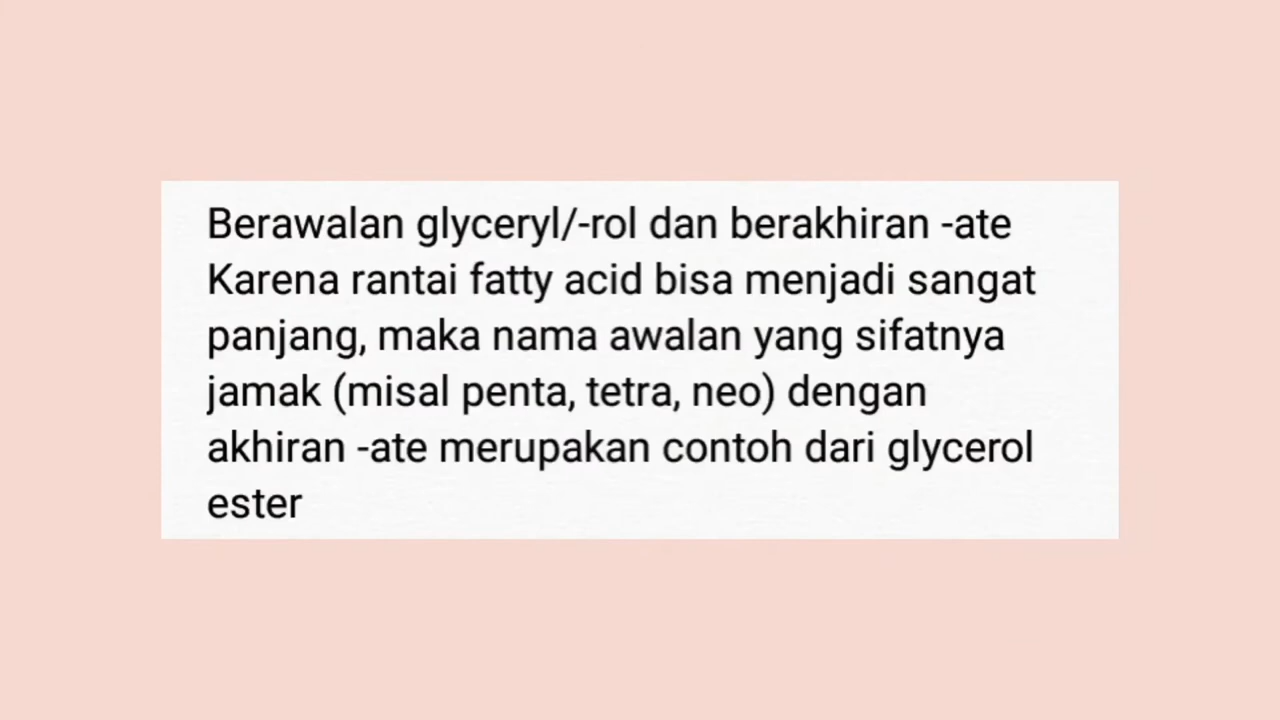 Berawalan glyceryl/-rol dan berakhiran -ate
Karena rantai fatty acid bisa menjadi sangat
panjang, maka nama awalan yang sifatnya
jamak (misal penta, tetra, neo) dengan
akhiran -ate merupakan contoh dari glycerol
ester